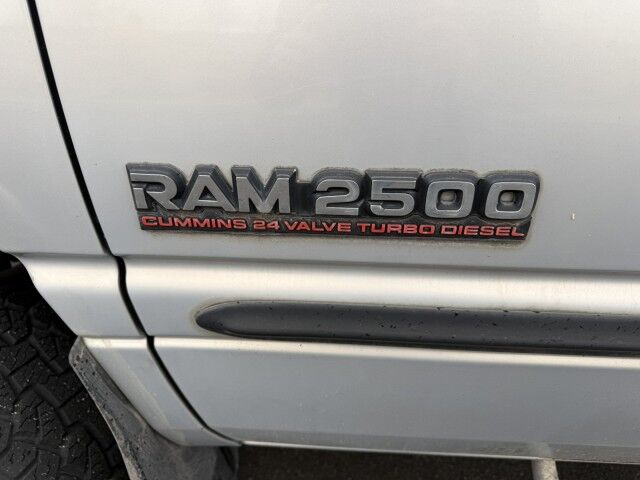 RAM 2500
CUMMINS 24 VALVE TURBO DIESEL